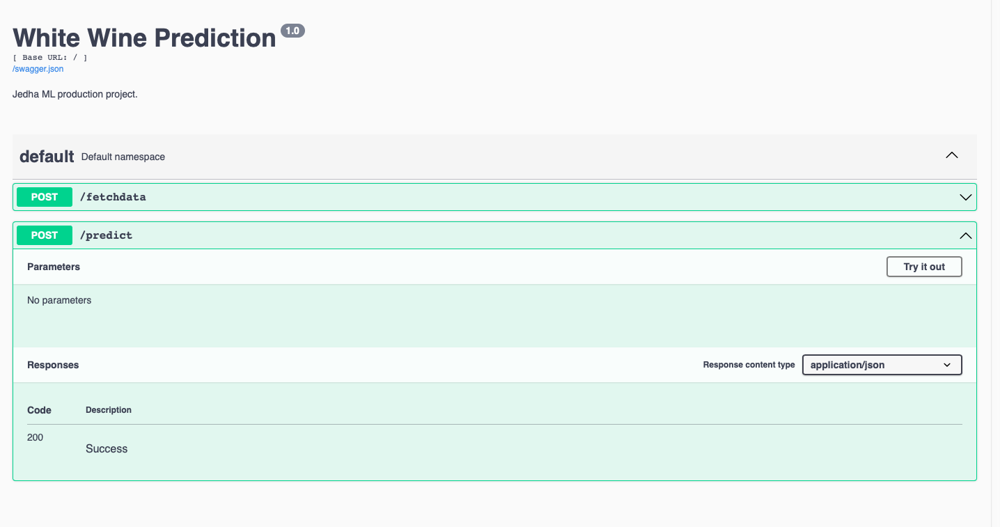 White Wine Prediction 1.0
[ Base URL: / ]
/swagger.json
Jedha ML production project.
default Default namespace
POST /fetchdata
POST /predict
Parameters Try it out
No parameters
Responses Response content type application/json
Code Description
200
Success